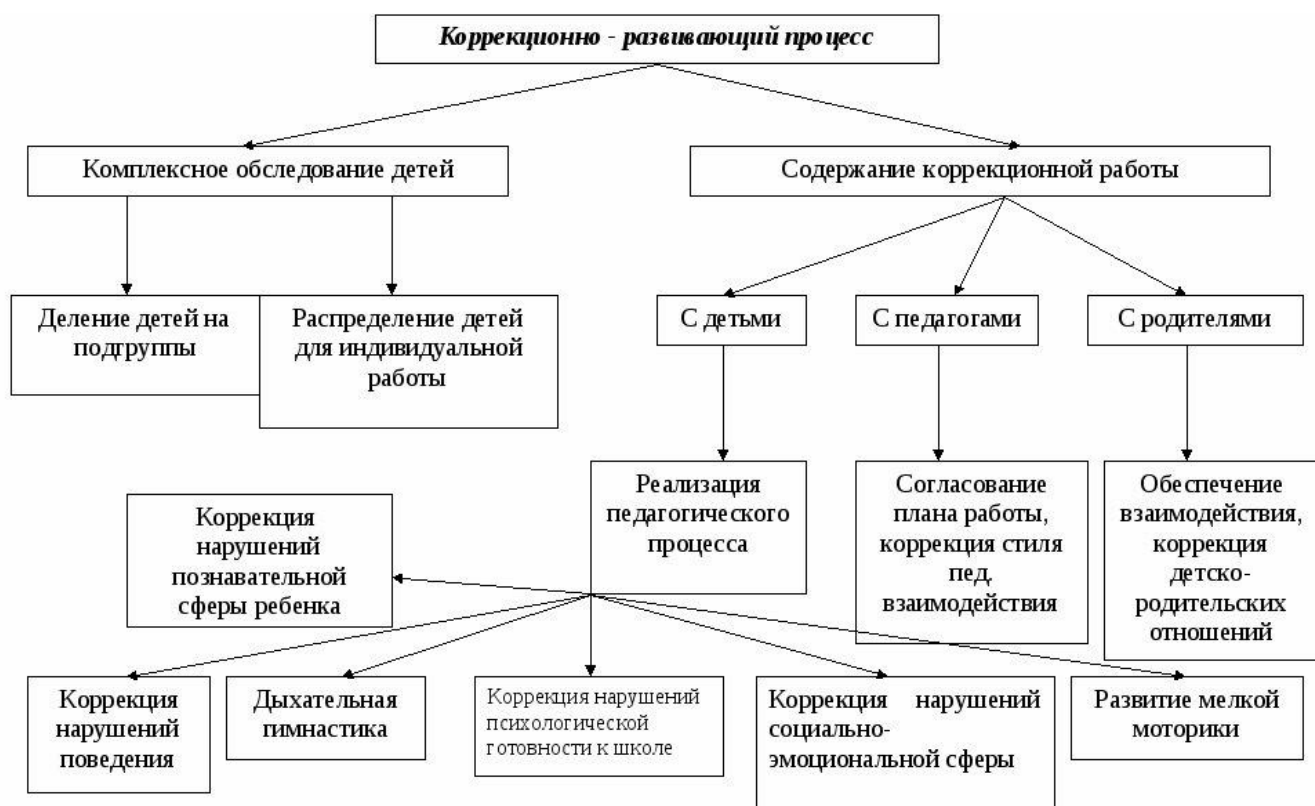 Коррекционно - развивающий процесс
Комплексное обследование детей
Содержание коррекционной работы
Деление детей на
подгруппы
Распределение детей
для индивидуальной
работы
С детьми
С педагогами
С родителями
Реализация
педагогического
процесса
Согласование
плана работы,
коррекция стиля
пед.
взаимодействия
Обеспечение
взаимодействия,
коррекция
детско-
родительских
отношений
Коррекция
нарушений
познавательной
сферы ребенка
Коррекция
нарушений
поведения
Дыхательная
гимнастика
Коррекция нарушений
психологической
готовности к школе
Коррекция нарушений
социально-
эмоциональной сферы
Развитие мелкой
моторики